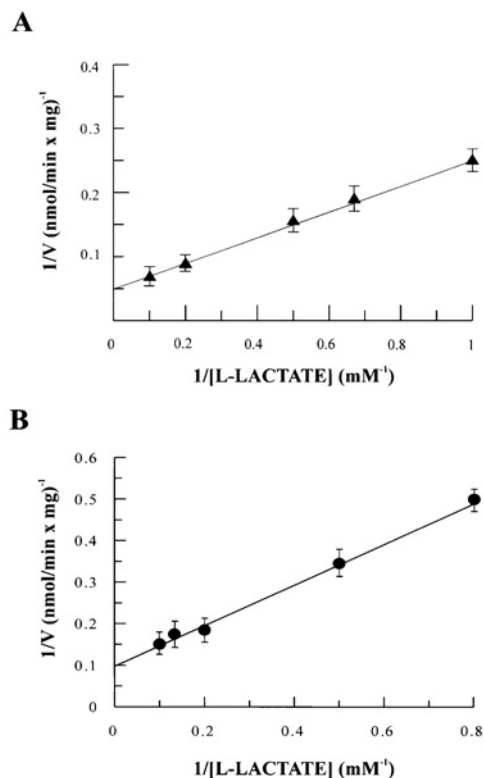 A
0.4
0.3
0.2
0.1
1/V (nmol/min x mg)⁻¹
0 0.2 0.4 0.6 0.8 1
1/[L-LACTATE] (mM⁻¹)
B
0.6
0.5
0.4
0.3
0.2
0.1
0
1/V (nmol/min x mg)⁻¹
0 0.2 0.4 0.6 0.8
1/[L-LACTATE] (mM⁻¹)